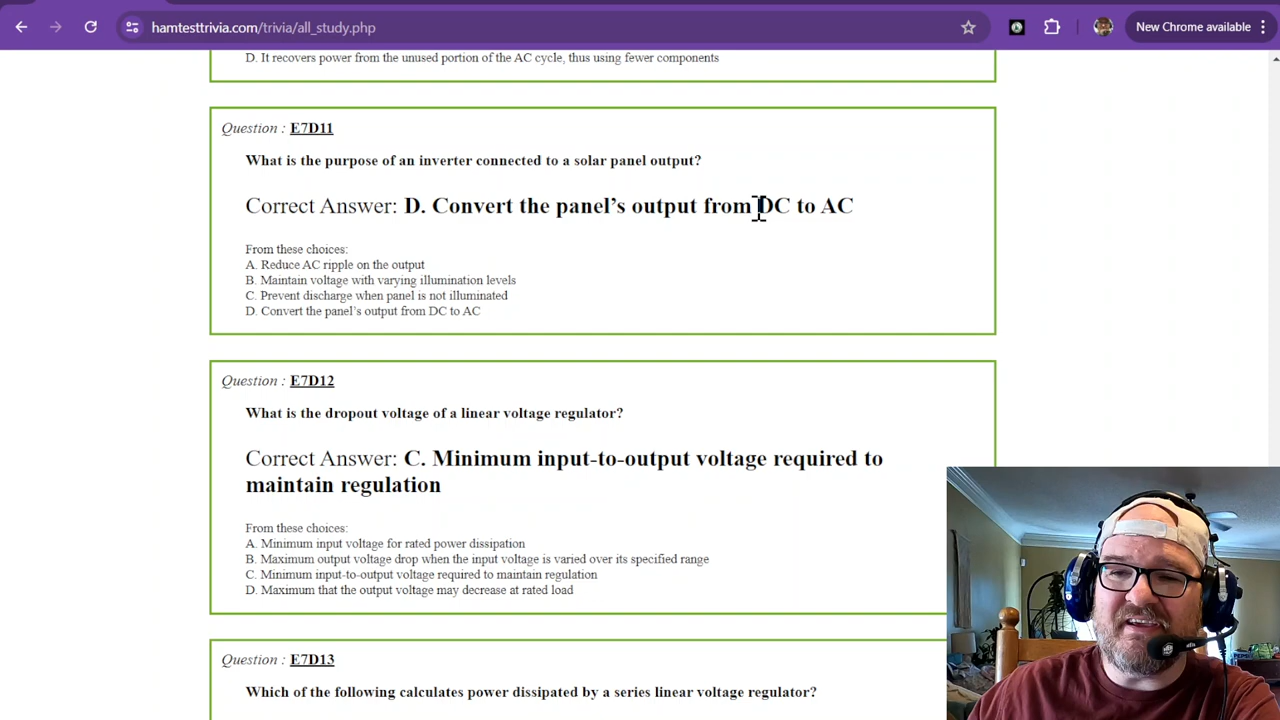 hamtesttrivia.com/trivia/all_study.php
New Chrome available
D. It recovers power from the unused portion of the AC cycle, thus using fewer components
Question : E7D11
What is the purpose of an inverter connected to a solar panel output?
Correct Answer: D. Convert the panel’s output from DC to AC
From these choices:
A. Reduce AC ripple on the output
B. Maintain voltage with varying illumination levels
C. Prevent discharge when panel is not illuminated
D. Convert the panel’s output from DC to AC
Question : E7D12
What is the dropout voltage of a linear voltage regulator?
Correct Answer: C. Minimum input-to-output voltage required to
maintain regulation
From these choices:
A. Minimum input voltage for rated power dissipation
B. Maximum output voltage drop when the input voltage is varied over its specified range
C. Minimum input-to-output voltage required to maintain regulation
D. Maximum that the output voltage may decrease at rated load
Question : E7D13
Which of the following calculates power dissipated by a series linear voltage regulator?